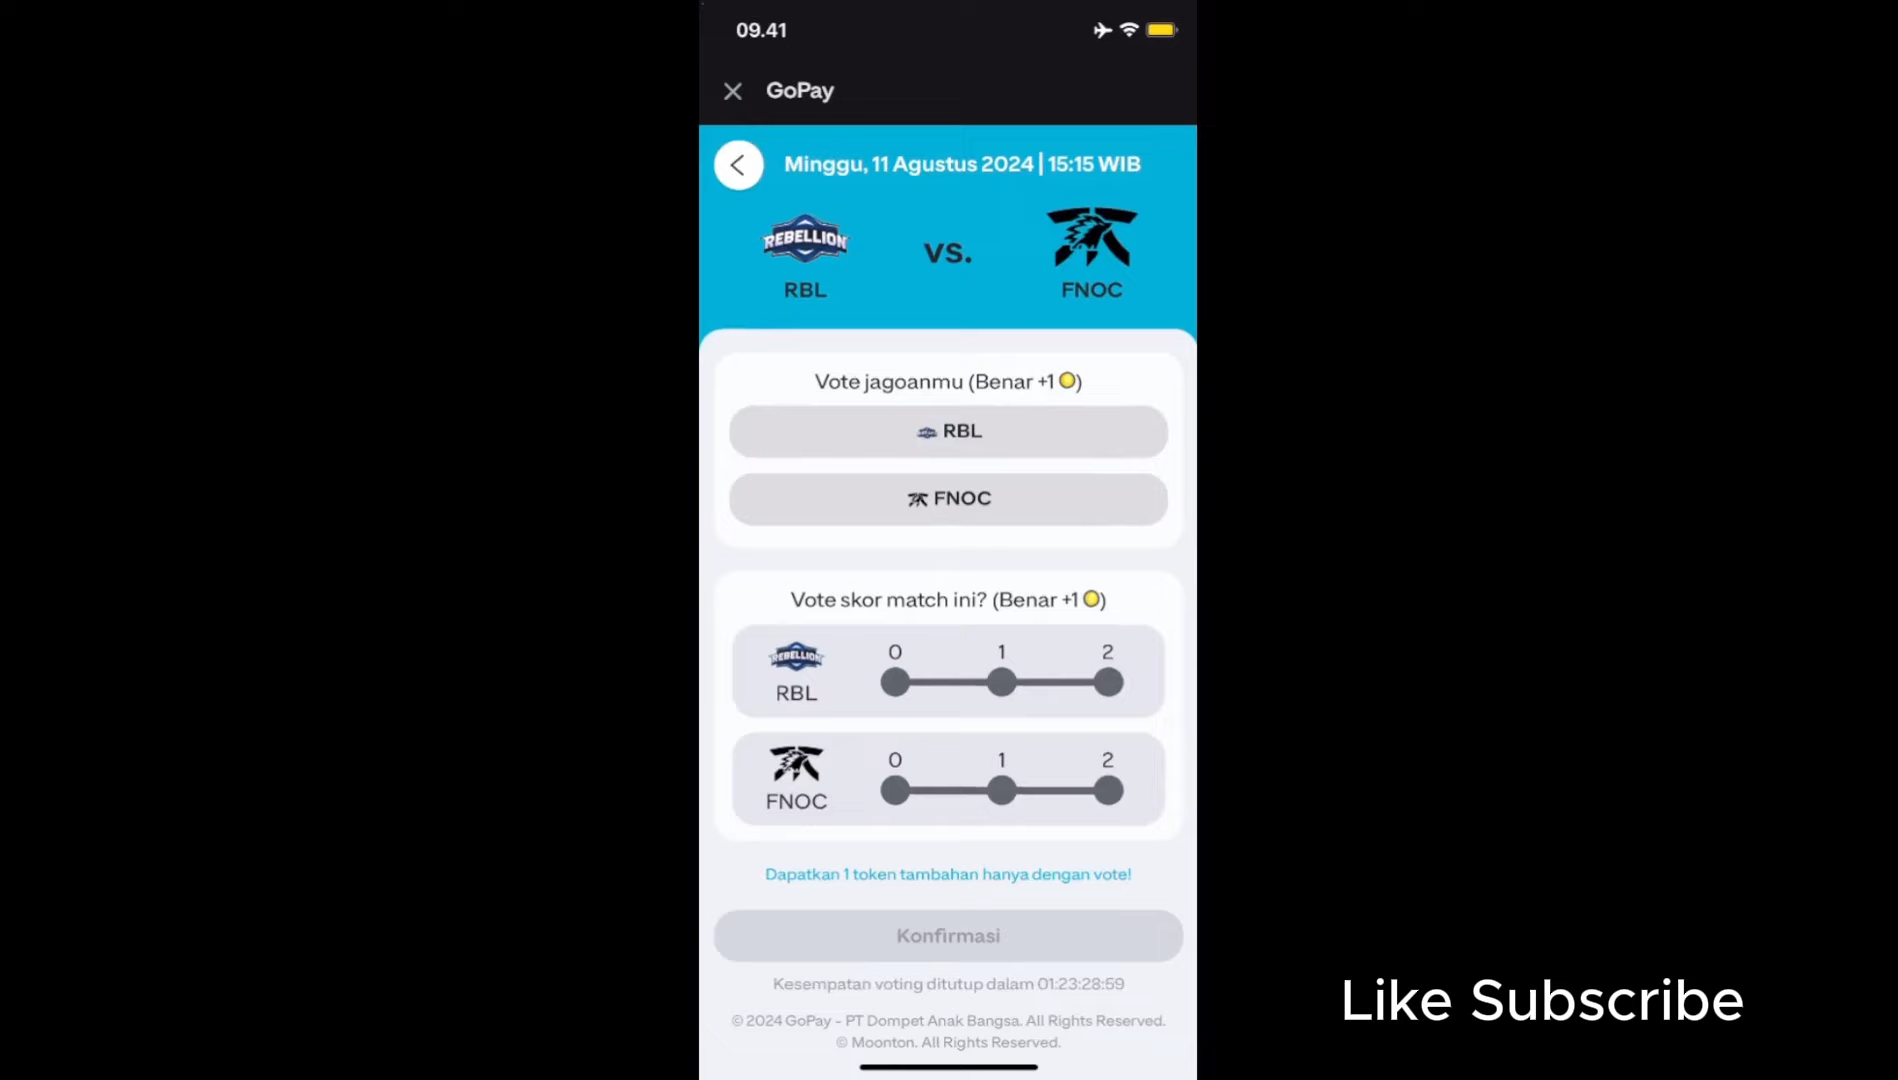 09.41
GoPay
Minggu, 11 Agustus 2024 | 15:15 WIB
REBELLION
VS.
RBL
FNOC
Vote jagoanmu (Benar +1)
RBL
FNOC
Vote skor match ini? (Benar +1)
REBELLION
RBL
0 1 2
FNOC
0 1 2
Dapatkan 1 token tambahan hanya dengan vote!
Konfirmasi
Kesempatan voting ditutup dalam 01:23:28:59
© 2024 GoPay - PT Dompet Anak Bangsa. All Rights Reserved.
© Moonton. All Rights Reserved.
Like Subscribe